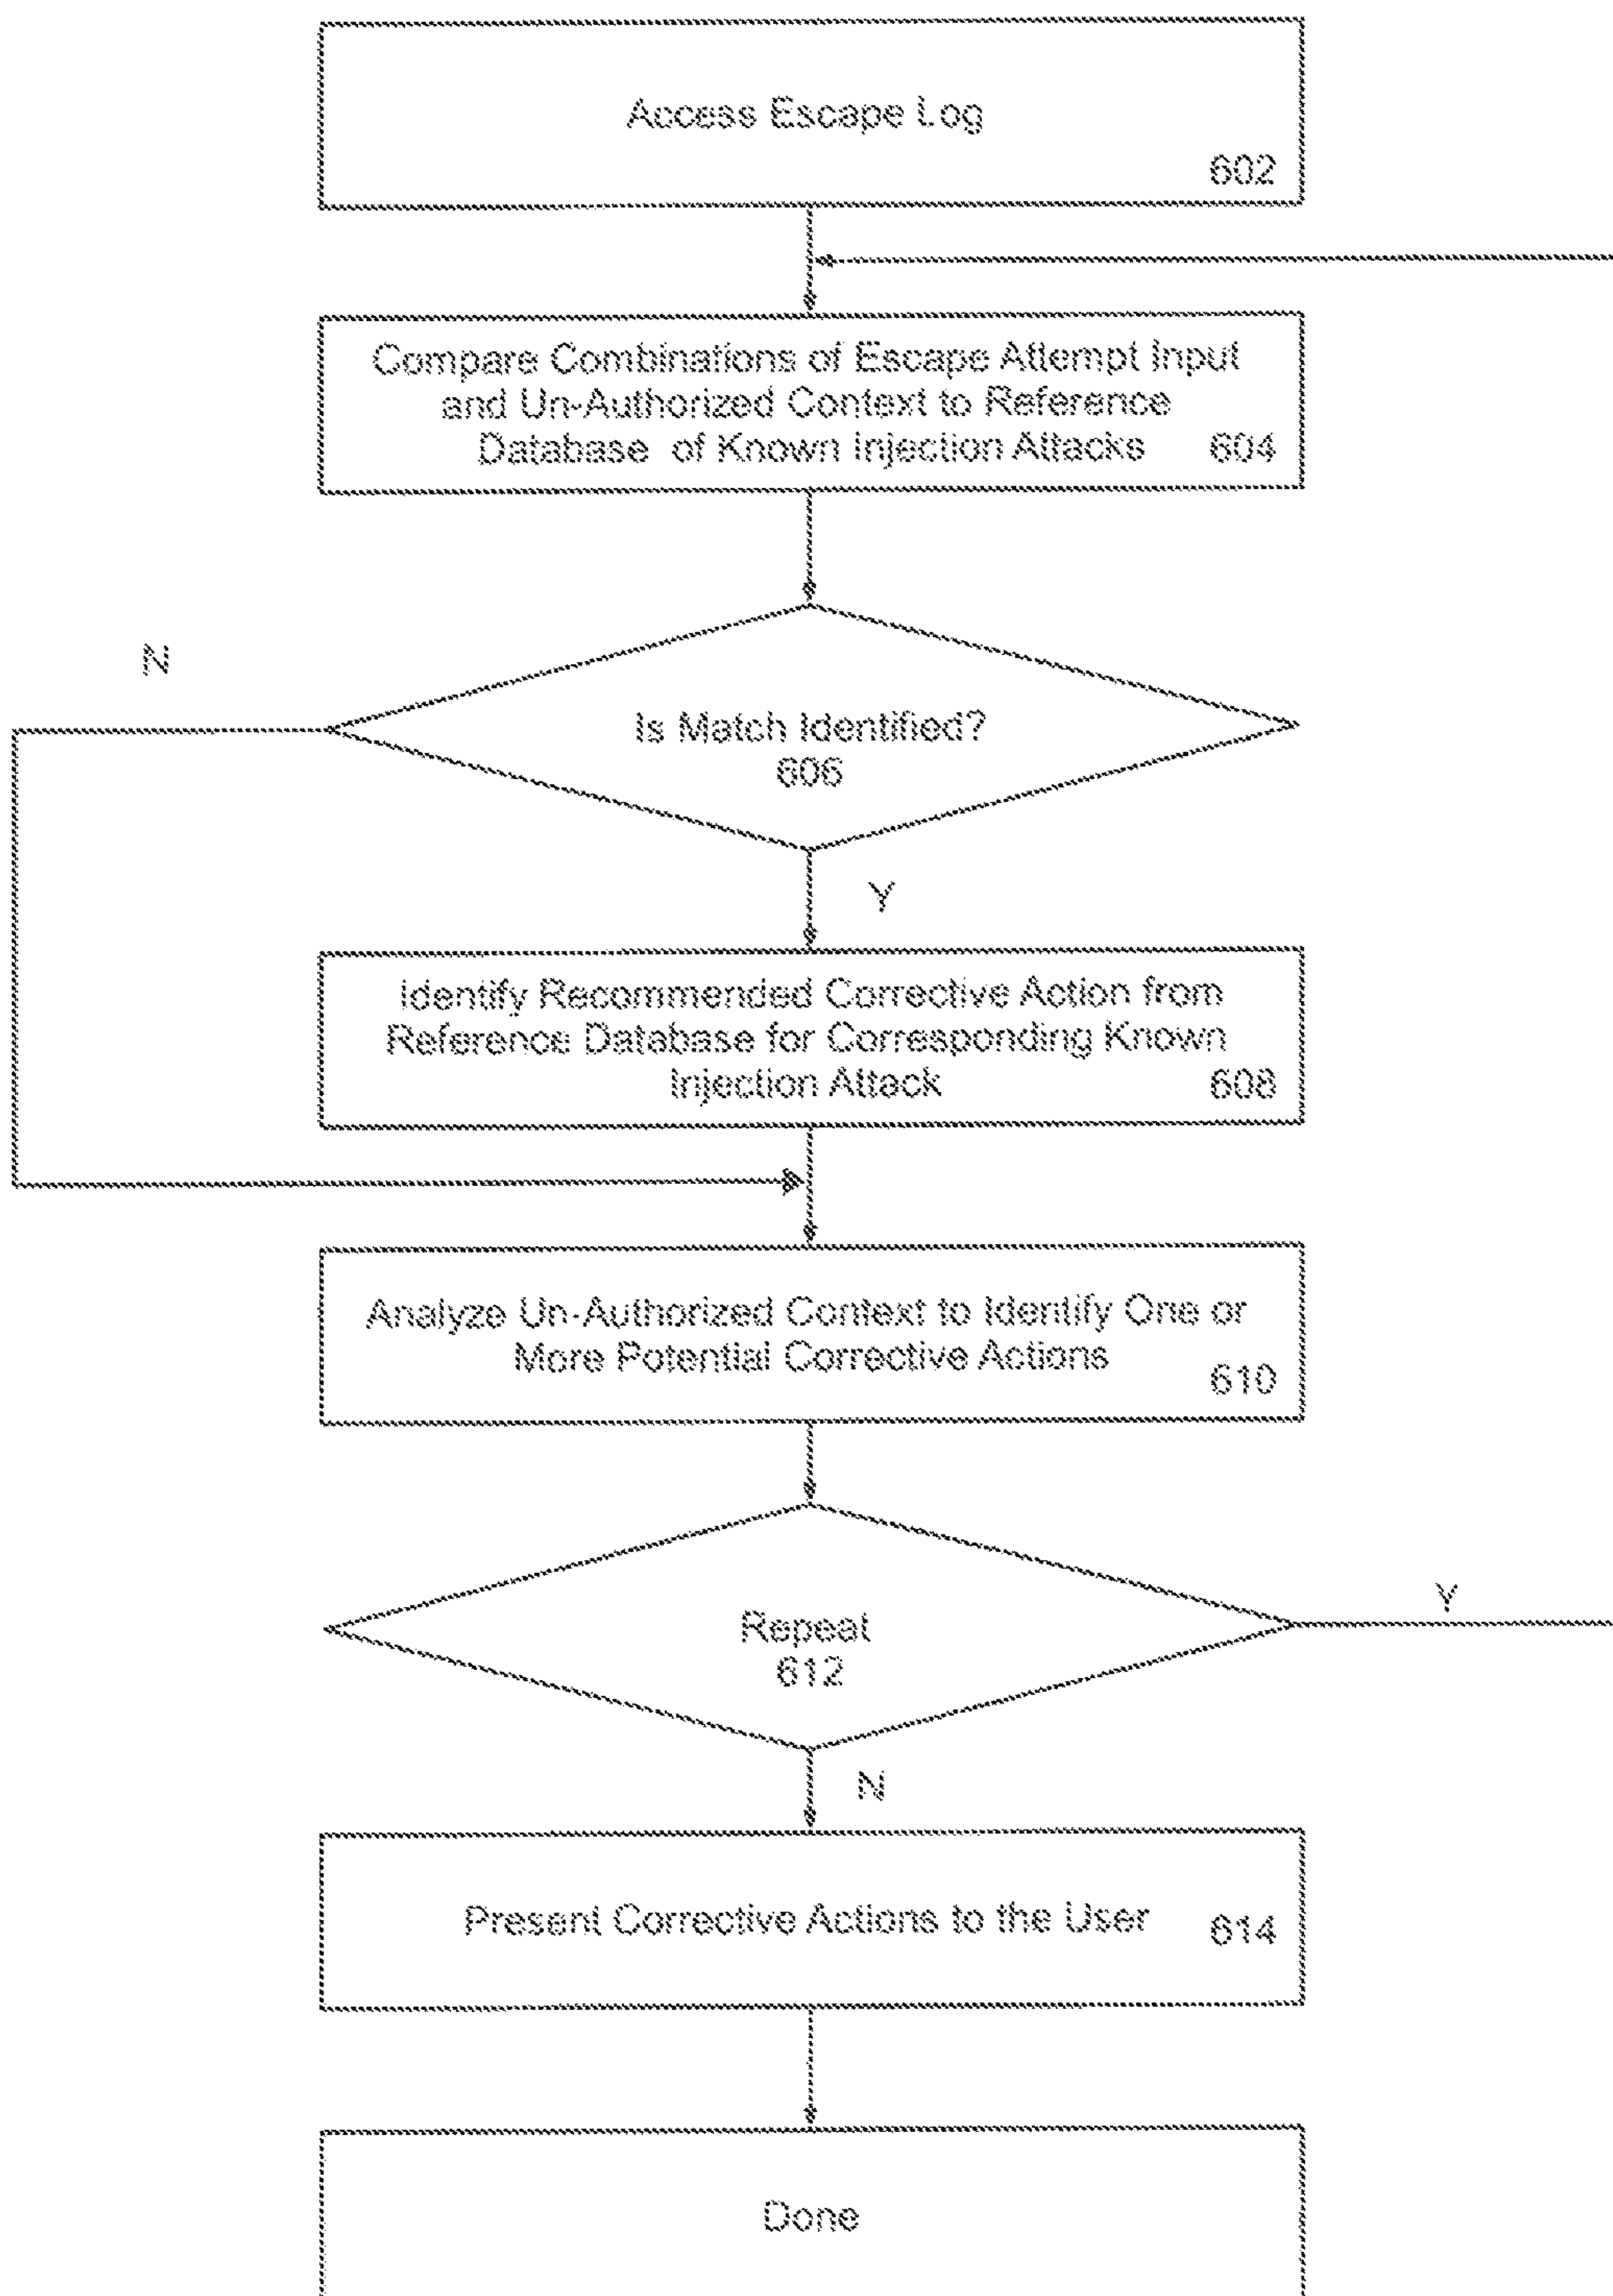 Access Escape Log
602
Compare Combinations of Escape Attempt Input
and Un-Authorized Context to Reference
Database of Known Injection Attacks 604
N
Is Match Identified?
606
Y
Identify Recommended Corrective Action from
Reference Database for Corresponding Known
Injection Attack 608
Analyze Un-Authorized Context to Identify One or
More Potential Corrective Actions
610
Y
Repeat
612
N
Present Corrective Actions to the User 614
Done